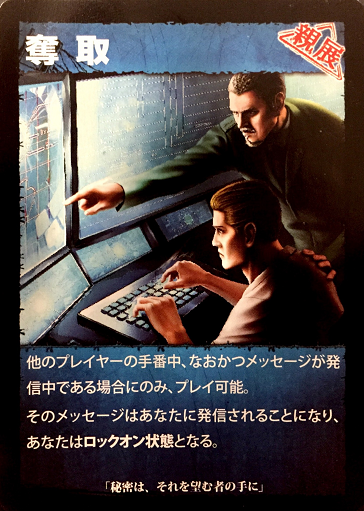 奪取
親展
他のプレイヤーの手番中、なおかつメッセージが発
信中である場合にのみ、プレイ可能。
そのメッセージはあなたに発信されることになり、
あなたはロックオン状態となる。
「秘密は、それを望む者の手に」